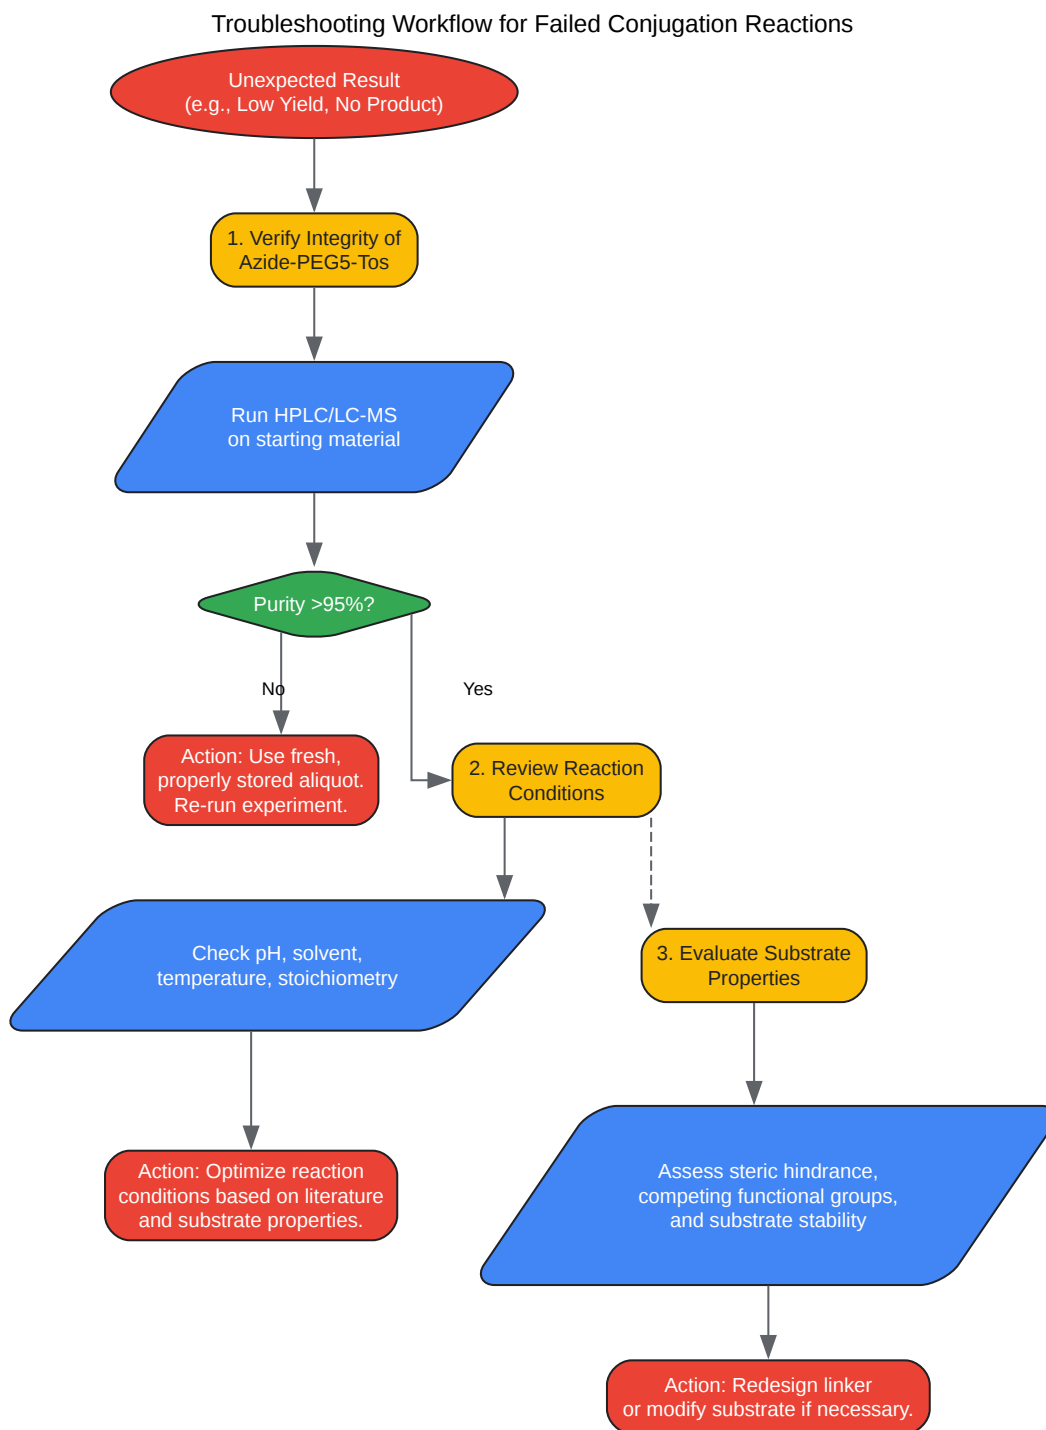 Troubleshooting Workflow for Failed Conjugation Reactions
Unexpected Result
(e.g., Low Yield, No Product)
1. Verify Integrity of
Azide-PEG5-Tos
Run HPLC/LC-MS
on starting material
Purity >95%?
No
Yes
Action: Use fresh,
properly stored aliquot.
Re-run experiment.
2. Review Reaction
Conditions
Check pH, solvent,
temperature, stoichiometry
3. Evaluate Substrate
Properties
Action: Optimize reaction
conditions based on literature
and substrate properties.
Assess steric hindrance,
competing functional groups,
and substrate stability
Action: Redesign linker
or modify substrate if necessary.